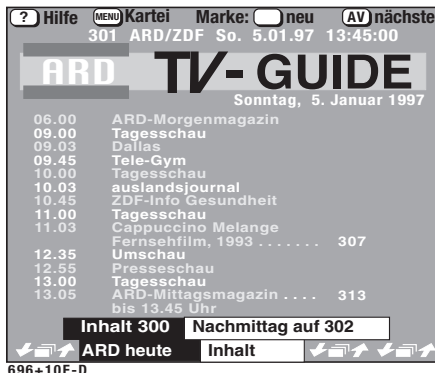 ? Hilfe MENU Kartei Marke: neu AV nächste
301 ARD/ZDF So. 5.01.97 13:45:00
ARD TV-GUIDE
Sonntag, 5. Januar 1997
06.00 ARD-Morgenmagazin
09.00 Tagesschau
09.03 Dallas
09.45 Tele-Gym
10.00 Tagesschau
10.03 auslandsjournal
10.45 ZDF-Info Gesundheit
11.00 Tagesschau
11.03 Cappuccino Melange
Fernsehfilm, 1993 . . . . . . . 307
12.35 Umschau
12.55 Presseschau
13.00 Tagesschau
13.05 ARD-Mittagsmagazin . . . . 313
bis 13.45 Uhr
Inhalt 300 Nachmittag auf 302
ARD heute Inhalt
696+10E-D